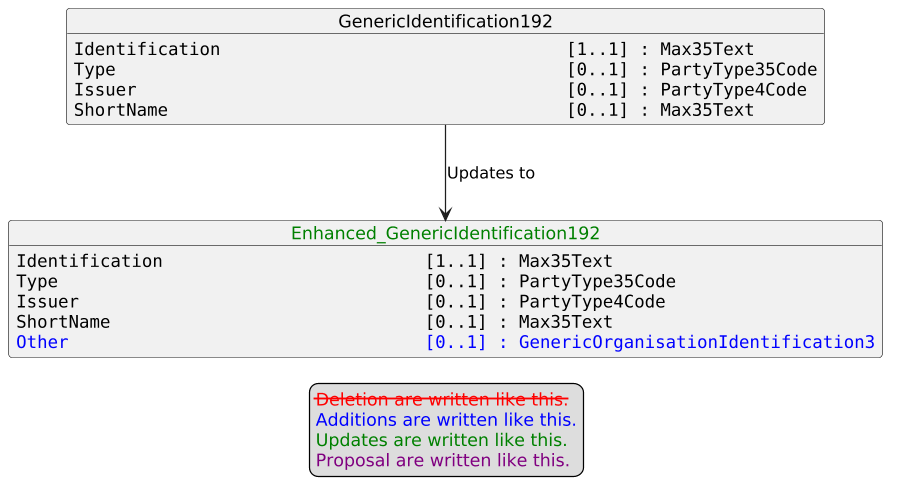 GenericIdentification192
Identification [1..1] : Max35Text
Type [0..1] : PartyType35Code
Issuer [0..1] : PartyType4Code
ShortName [0..1] : Max35Text
Updates to
Enhanced_GenericIdentification192
Identification [1..1] : Max35Text
Type [0..1] : PartyType35Code
Issuer [0..1] : PartyType4Code
ShortName [0..1] : Max35Text
Other [0..1] : GenericOrganisationIdentification3
Deletion are written like this.
Additions are written like this.
Updates are written like this.
Proposal are written like this.